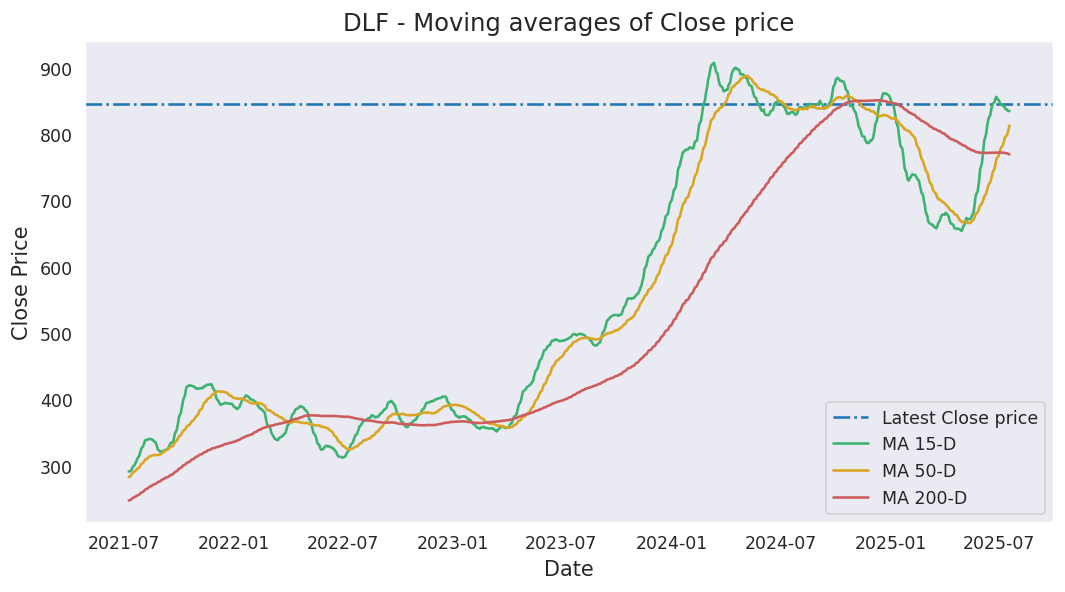 DLF - Moving averages of Close price
Close Price
900
800
700
600
500
400
300
2021-07 2022-01 2022-07 2023-01 2023-07 2024-01 2024-07 2025-01 2025-07
Date
Latest Close price
MA 15-D
MA 50-D
MA 200-D